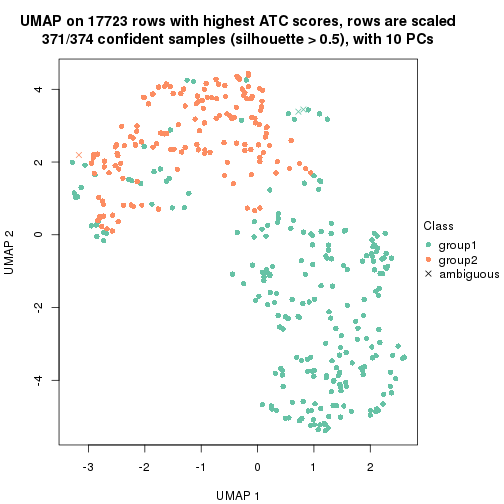 UMAP on 17723 rows with highest ATC scores, rows are scaled
371/374 confident samples (silhouette > 0.5), with 10 PCs
4
2
0
-2
-4
UMAP 2
-3
-2
-1
0
1
2
UMAP 1
Class
group1
group2
ambiguous